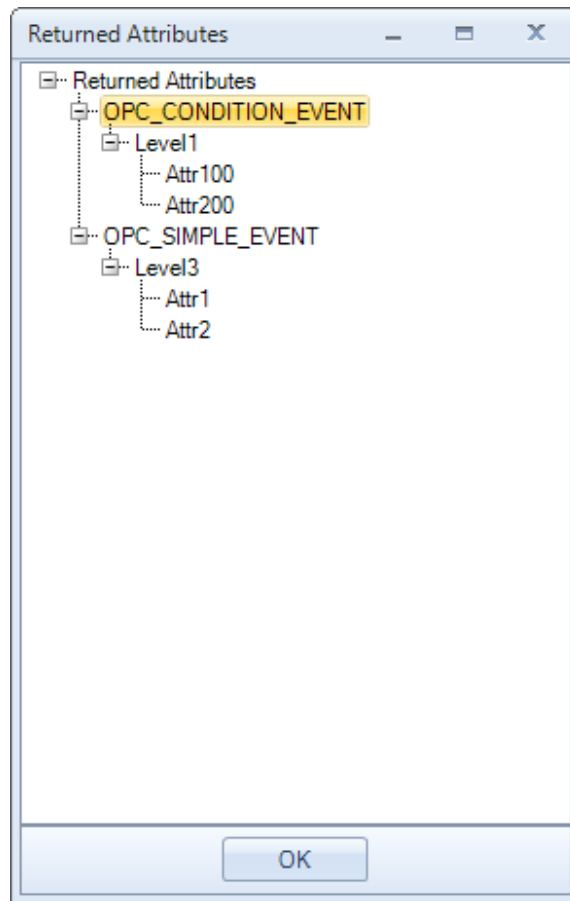 Returned Attributes
Returned Attributes
OPC_CONDITION_EVENT
Level1
Attr100
Attr200
OPC_SIMPLE_EVENT
Level3
Attr1
Attr2
OK